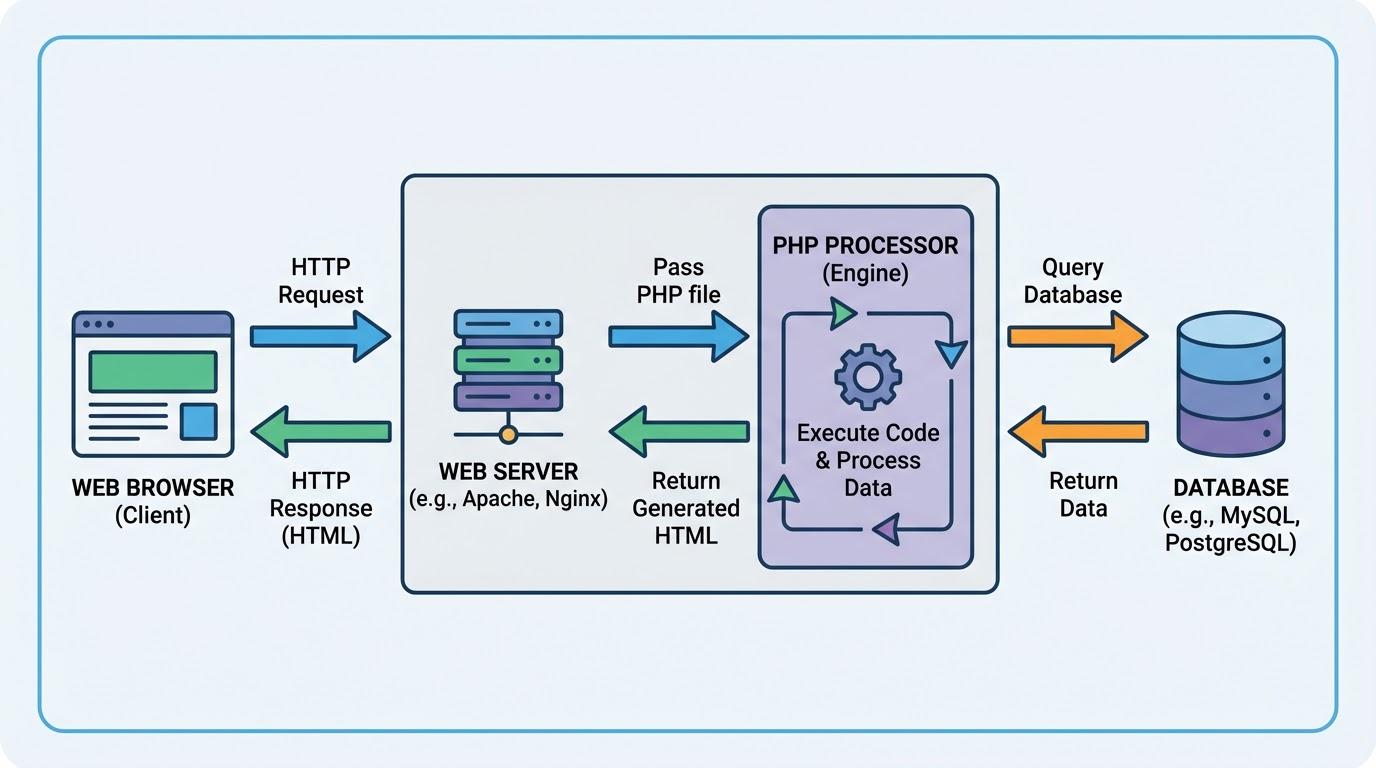 HTTP
Request
WEB BROWSER
(Client)
HTTP
Response
(HTML)
WEB SERVER
(e.g., Apache, Nginx)
Pass
PHP file
Return
Generated
HTML
PHP PROCESSOR
(Engine)
Execute Code
& Process
Data
Query
Database
Return
Data
DATABASE
(e.g., MySQL,
PostgreSQL)